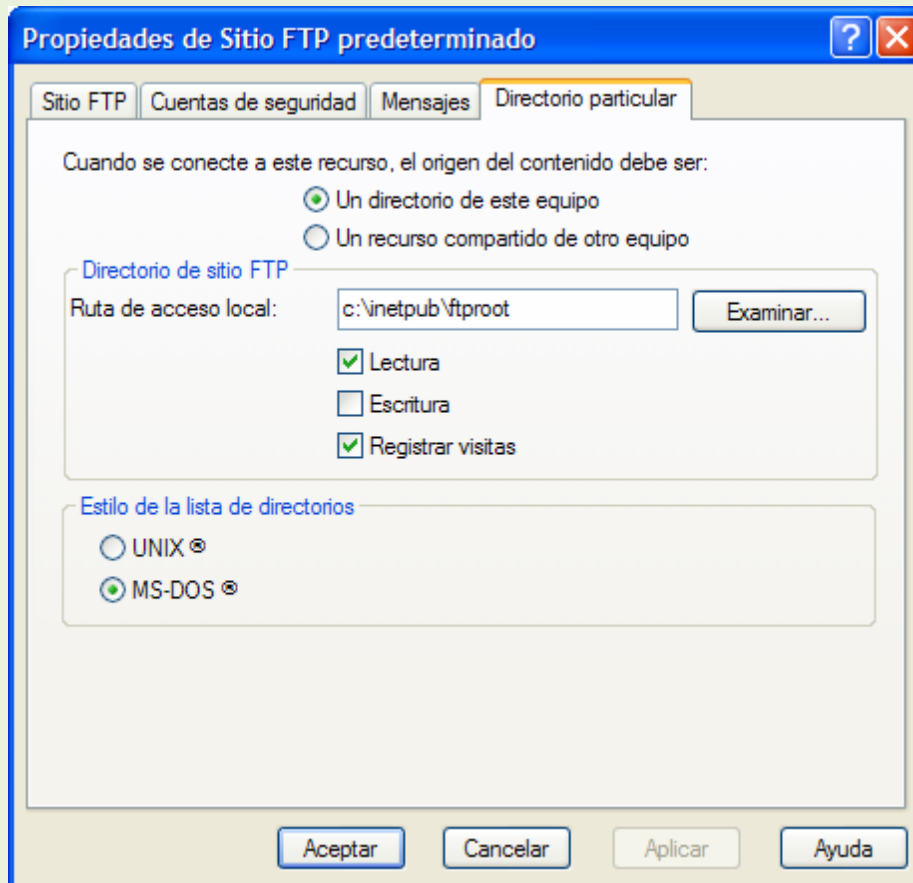 Propiedades de Sitio FTP predeterminado
Sitio FTP Cuentas de seguridad Mensajes Directorio particular
Cuando se conecte a este recurso, el origen del contenido debe ser:
Un directorio de este equipo
Un recurso compartido de otro equipo
Directorio de sitio FTP
Ruta de acceso local: c:\inetpub\ftproot Examinar...
Lectura
Escritura
Registrar visitas
Estilo de la lista de directorios
UNIX ®
MS-DOS ®
Aceptar Cancelar Aplicar Ayuda